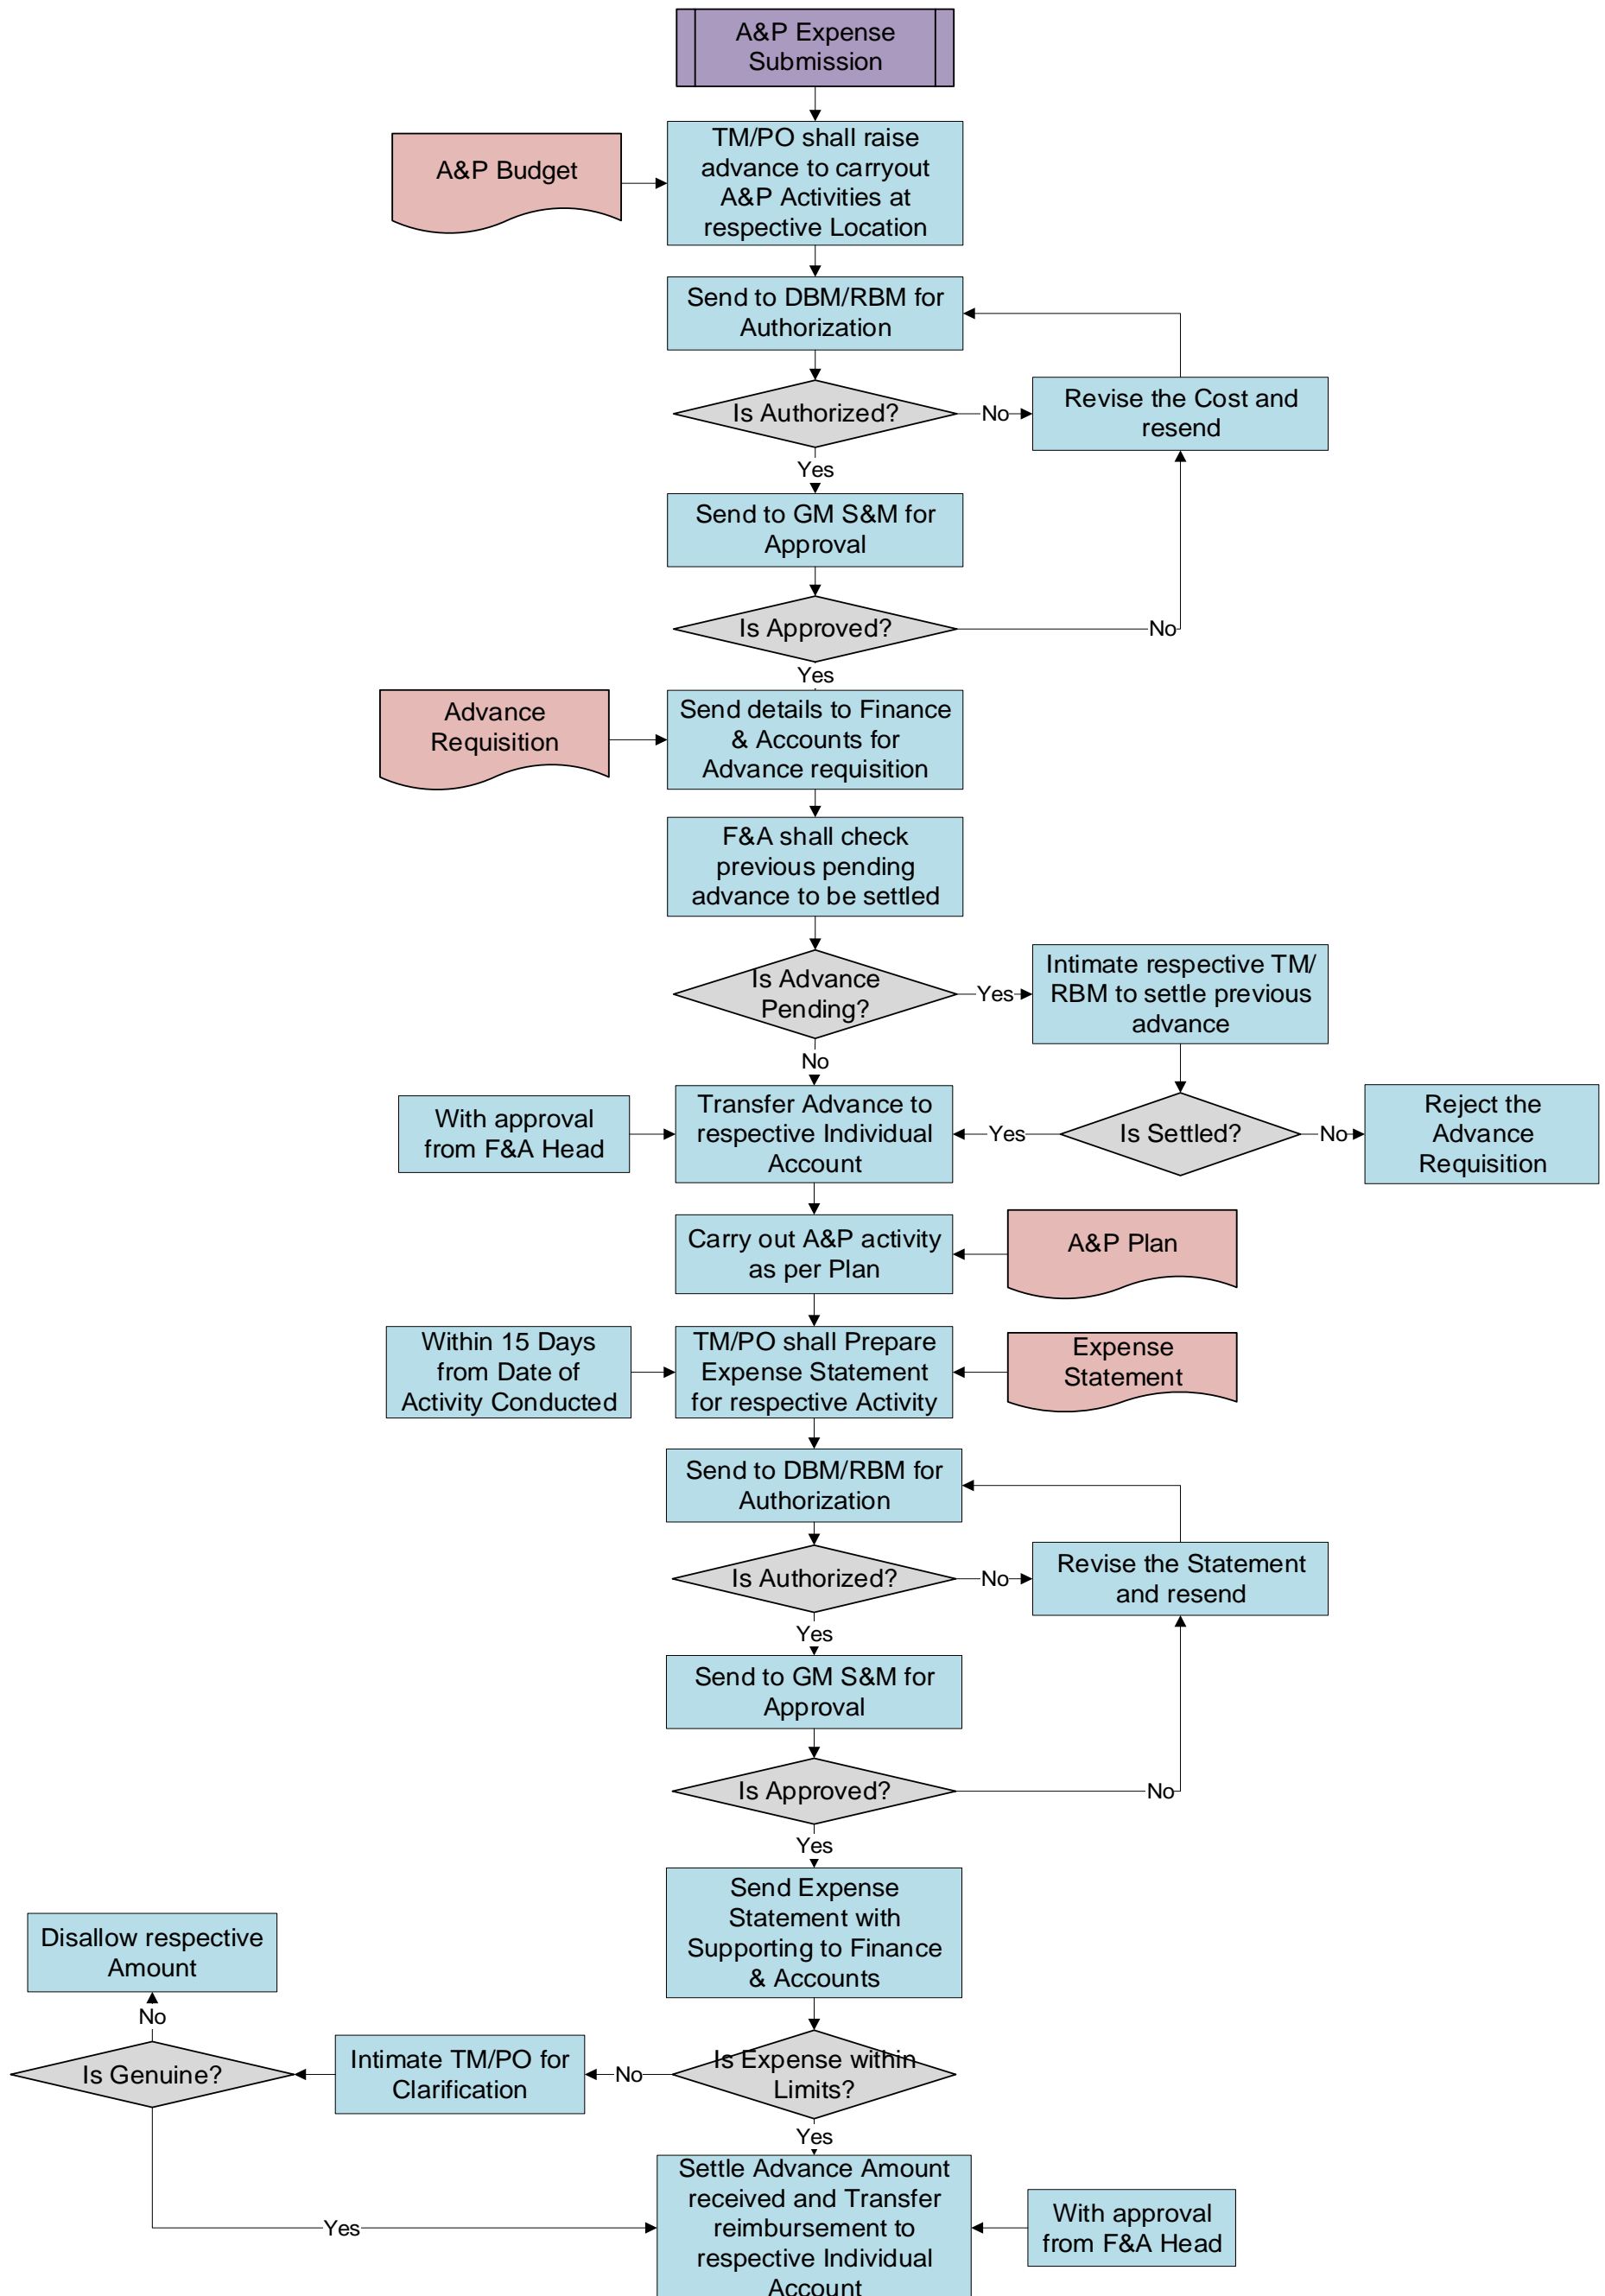 A&P Expense
Submission
A&P Budget
TM/PO shall raise
advance to carryout
A&P Activities at
respective Location
Send to DBM/RBM for
Authorization
Is Authorized?
No
Revise the Cost and
resend
Yes
Send to GM S&M for
Approval
Is Approved?
No
Yes
Advance
Requisition
Send details to Finance
& Accounts for
Advance requisition
F&A shall check
previous pending
advance to be settled
Is Advance
Pending?
Yes
Intimate respective TM/
RBM to settle previous
advance
No
With approval
from F&A Head
Transfer Advance to
respective Individual
Account
Yes
Is Settled?
No
Reject the
Advance
Requisition
Carry out A&P activity
as per Plan
A&P Plan
Within 15 Days
from Date of
Activity Conducted
TM/PO shall Prepare
Expense Statement
for respective Activity
Expense
Statement
Send to DBM/RBM for
Authorization
Is Authorized?
No
Revise the Statement
and resend
Yes
Send to GM S&M for
Approval
Is Approved?
No
Yes
Send Expense
Statement with
Supporting to Finance
& Accounts
Disallow respective
Amount
No
Is Genuine?
Intimate TM/PO for
Clarification
No
Is Expense within
Limits?
Yes
Settle Advance Amount
received and Transfer
reimbursement to
respective Individual
Account
Yes
With approval
from F&A Head